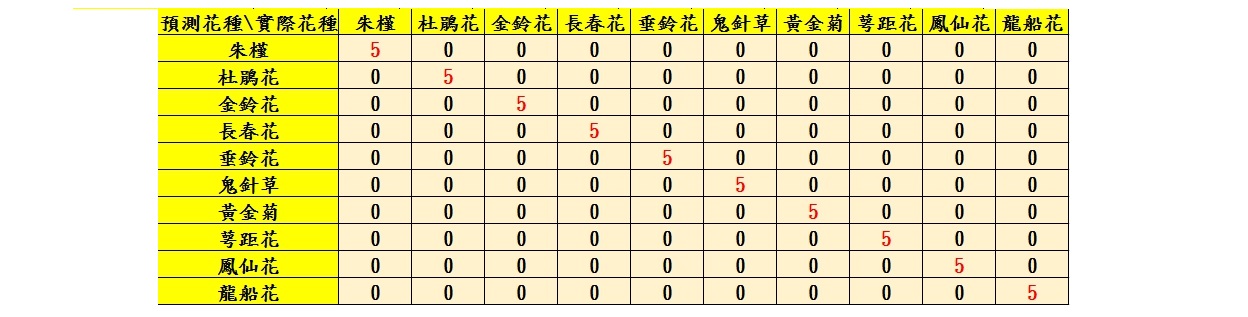 預測花種\實際花種 朱槿 杜鵑花 金鈴花 長春花 垂鈴花 鬼針草 黃金菊 萼距花 鳳仙花 龍船花
朱槿 5 0 0 0 0 0 0 0 0 0
杜鵑花 0 5 0 0 0 0 0 0 0 0
金鈴花 0 0 5 0 0 0 0 0 0 0
長春花 0 0 0 5 0 0 0 0 0 0
垂鈴花 0 0 0 0 5 0 0 0 0 0
鬼針草 0 0 0 0 0 5 0 0 0 0
黃金菊 0 0 0 0 0 0 5 0 0 0
萼距花 0 0 0 0 0 0 0 5 0 0
鳳仙花 0 0 0 0 0 0 0 0 5 0
龍船花 0 0 0 0 0 0 0 0 0 5